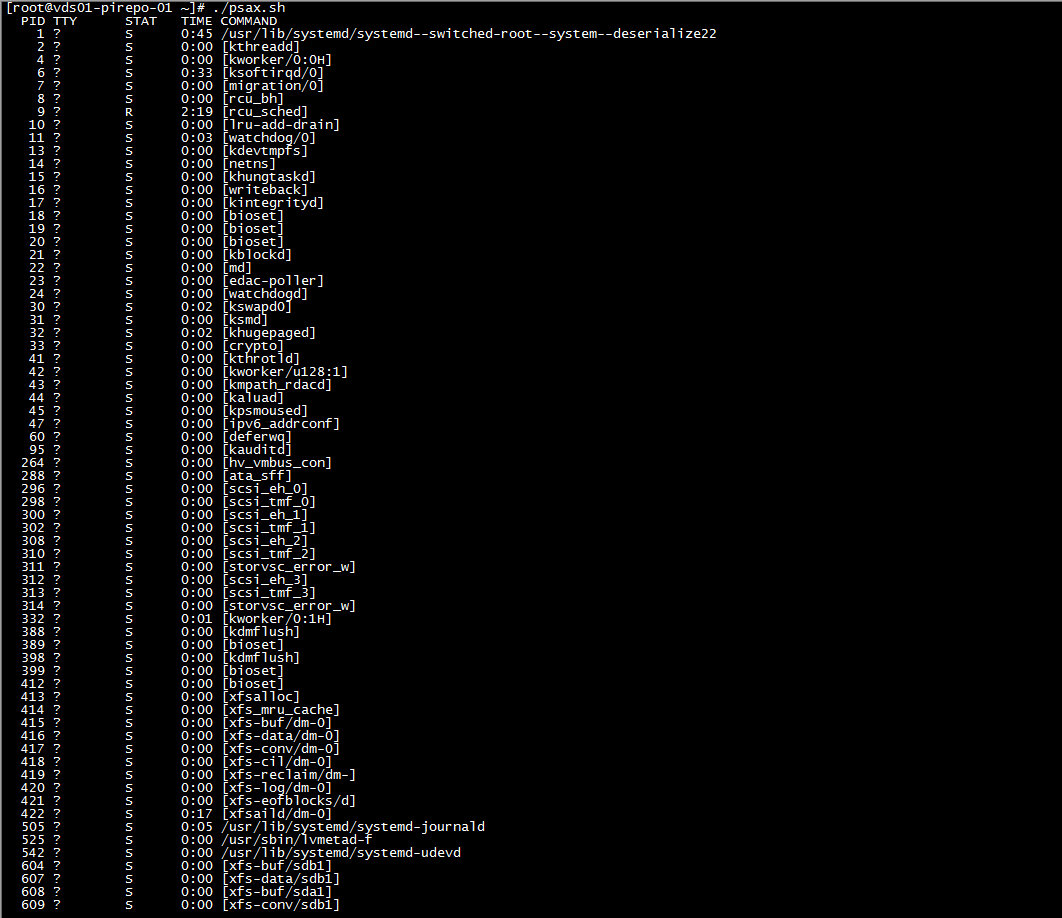 [root@vds01-pirepo-01 ~]# ./psax.sh
PID TTY STAT TIME COMMAND
1 ? S 0:45 /usr/lib/systemd/systemd--switched-root--system--deserialize22
2 ? S 0:00 [kthreadd]
4 ? S 0:00 [kworker/0:0H]
6 ? S 0:33 [ksoftirqd/0]
7 ? S 0:00 [migration/0]
8 ? S 0:00 [rcu_bh]
9 ? R 2:19 [rcu_sched]
10 ? S 0:00 [lru-add-drain]
11 ? S 0:03 [watchdog/0]
13 ? S 0:00 [kdevtmpfs]
14 ? S 0:00 [netns]
15 ? S 0:00 [khungtaskd]
16 ? S 0:00 [writeback]
17 ? S 0:00 [kintegrityd]
18 ? S 0:00 [bioset]
19 ? S 0:00 [bioset]
20 ? S 0:00 [bioset]
21 ? S 0:00 [kblockd]
22 ? S 0:00 [md]
23 ? S 0:00 [edac-poller]
24 ? S 0:00 [watchdogd]
30 ? S 0:02 [kswapd0]
31 ? S 0:00 [ksmd]
32 ? S 0:02 [khugepaged]
33 ? S 0:00 [crypto]
41 ? S 0:00 [kthrotld]
42 ? S 0:00 [kworker/u128:1]
43 ? S 0:00 [kmpath_rdacd]
44 ? S 0:00 [kaluad]
45 ? S 0:00 [kpsmoused]
47 ? S 0:00 [ipv6_addrconf]
60 ? S 0:00 [deferwq]
95 ? S 0:00 [kauditd]
264 ? S 0:00 [hv_vmbus_con]
288 ? S 0:00 [ata_sff]
296 ? S 0:00 [scsi_eh_0]
298 ? S 0:00 [scsi_tmf_0]
300 ? S 0:00 [scsi_eh_1]
302 ? S 0:00 [scsi_tmf_1]
308 ? S 0:00 [scsi_eh_2]
310 ? S 0:00 [scsi_tmf_2]
311 ? S 0:00 [storvsc_error_w]
312 ? S 0:00 [scsi_eh_3]
313 ? S 0:00 [scsi_tmf_3]
314 ? S 0:00 [storvsc_error_w]
332 ? S 0:01 [kworker/0:1H]
388 ? S 0:00 [kdmflush]
389 ? S 0:00 [bioset]
398 ? S 0:00 [kdmflush]
399 ? S 0:00 [bioset]
412 ? S 0:00 [bioset]
413 ? S 0:00 [xfsalloc]
414 ? S 0:00 [xfs_mru_cache]
415 ? S 0:00 [xfs-buf/dm-0]
416 ? S 0:00 [xfs-data/dm-0]
417 ? S 0:00 [xfs-conv/dm-0]
418 ? S 0:00 [xfs-cil/dm-0]
419 ? S 0:00 [xfs-reclaim/dm-]
420 ? S 0:00 [xfs-log/dm-0]
421 ? S 0:00 [xfs-eofblocks/d]
422 ? S 0:17 [xfsaild/dm-0]
505 ? S 0:05 /usr/lib/systemd/systemd-journald
525 ? S 0:00 /usr/sbin/lvmetad-f
542 ? S 0:00 /usr/lib/systemd/systemd-udevd
604 ? S 0:00 [xfs-buf/sdb1]
607 ? S 0:00 [xfs-data/sdb1]
608 ? S 0:00 [xfs-buf/sda1]
609 ? S 0:00 [xfs-conv/sdb1]